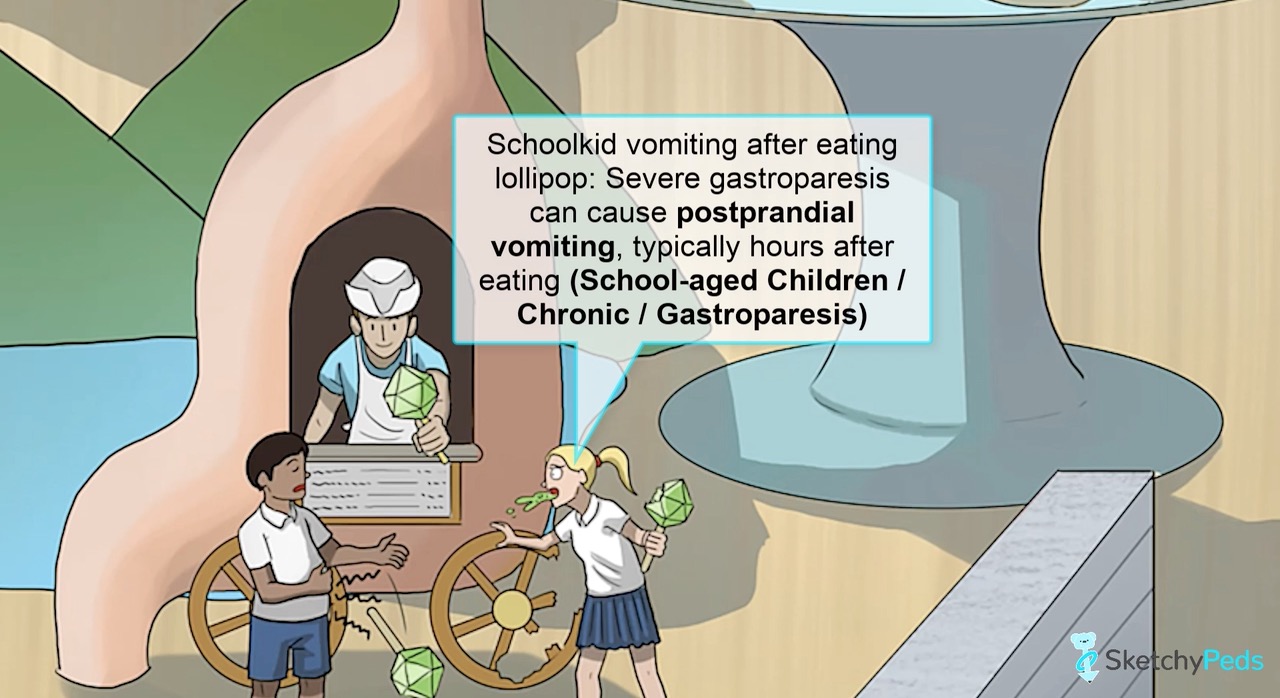 Schoolkid vomiting after eating
lollipop: Severe gastroparesis
can cause postprandial
vomiting, typically hours after
eating (School-aged Children /
Chronic / Gastroparesis)
SketchyPeds